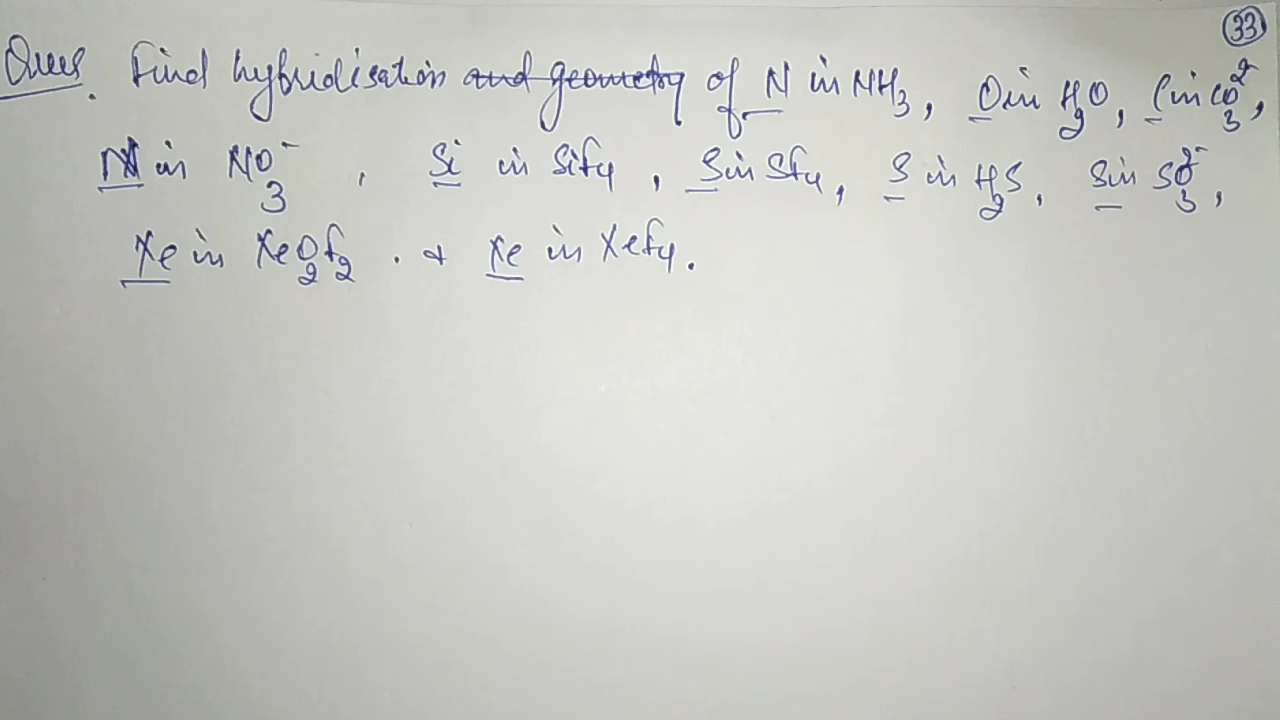 33
Ques. Find hybridisation and geometry of N in NH3, O in H2O, C in CO3^2-,
N in NO3^-, Si in SiF4, S in SF4, S in H2S, S in SO3^2-,
Xe in XeO2F2. & Xe in XeF4.